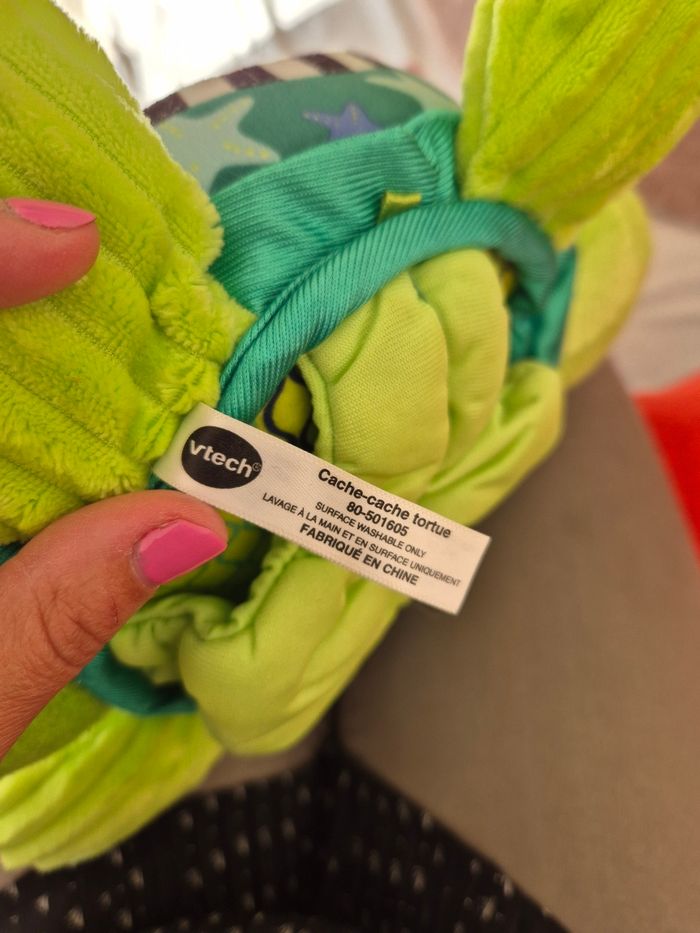 vtech
Cache-cache tortue
80-501605
SURFACE WASHABLE ONLY
LAVAGE À LA MAIN ET EN SURFACE UNIQUEMENT
FABRIQUÉ EN CHINE